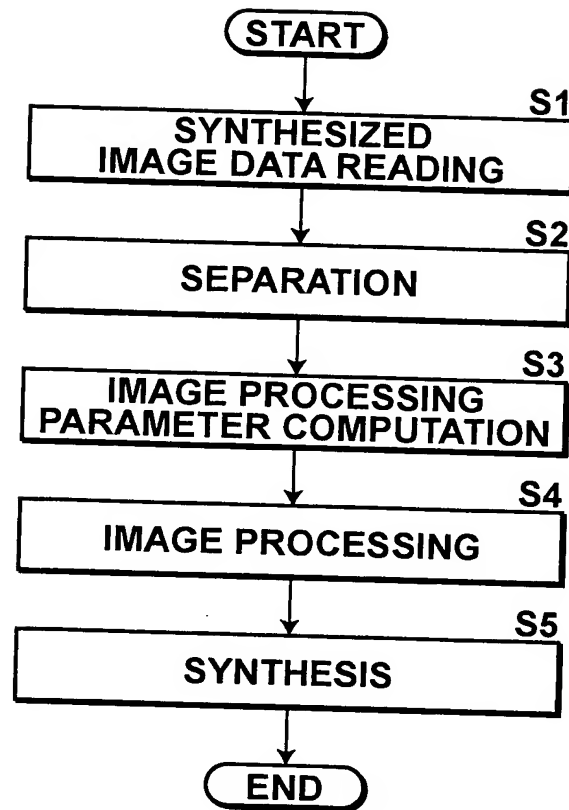 START
S1
SYNTHESIZED
IMAGE DATA READING
S2
SEPARATION
S3
IMAGE PROCESSING
PARAMETER COMPUTATION
S4
IMAGE PROCESSING
S5
SYNTHESIS
END